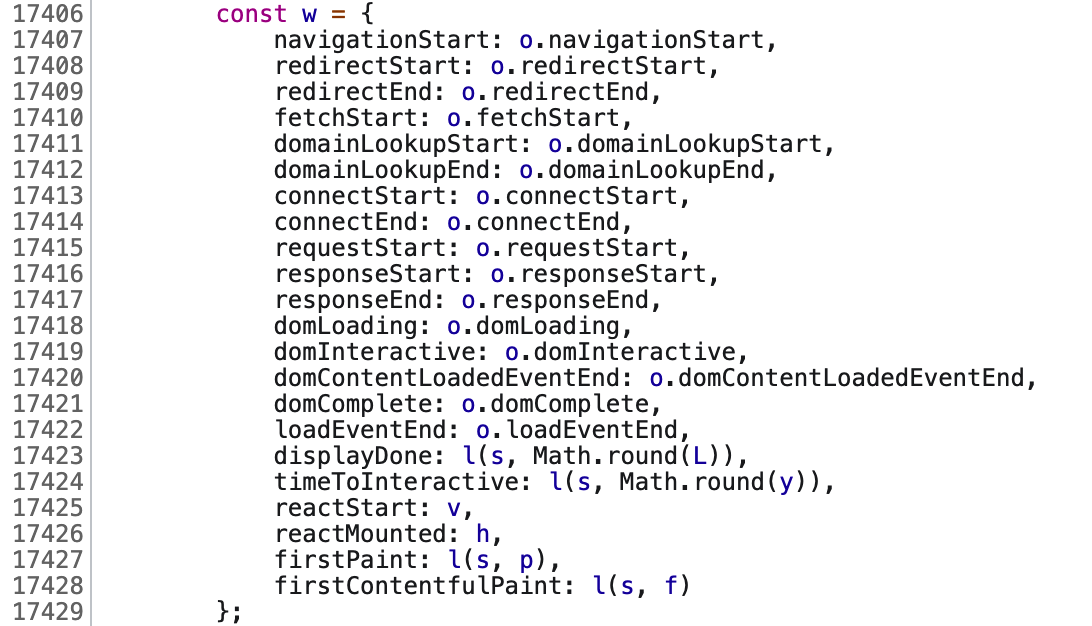 17406 const w = {
17407 navigationStart: o.navigationStart,
17408 redirectStart: o.redirectStart,
17409 redirectEnd: o.redirectEnd,
17410 fetchStart: o.fetchStart,
17411 domainLookupStart: o.domainLookupStart,
17412 domainLookupEnd: o.domainLookupEnd,
17413 connectStart: o.connectStart,
17414 connectEnd: o.connectEnd,
17415 requestStart: o.requestStart,
17416 responseStart: o.responseStart,
17417 responseEnd: o.responseEnd,
17418 domLoading: o.domLoading,
17419 domInteractive: o.domInteractive,
17420 domContentLoadedEventEnd: o.domContentLoadedEventEnd,
17421 domComplete: o.domComplete,
17422 loadEventEnd: o.loadEventEnd,
17423 displayDone: l(s, Math.round(L)),
17424 timeToInteractive: l(s, Math.round(y)),
17425 reactStart: v,
17426 reactMounted: h,
17427 firstPaint: l(s, p),
17428 firstContentfulPaint: l(s, f)
17429 };